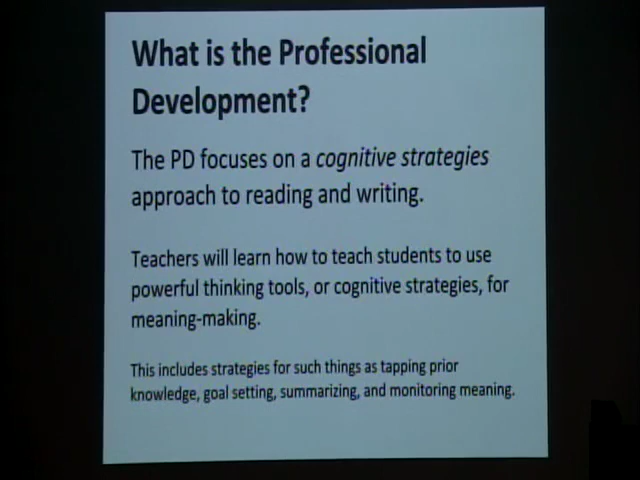 What is the Professional
Development?
The PD focuses on a cognitive strategies
approach to reading and writing.
Teachers will learn how to teach students to use
powerful thinking tools, or cognitive strategies, for
meaning-making.
This includes strategies for such things as tapping prior
knowledge, goal setting, summarizing, and monitoring meaning.